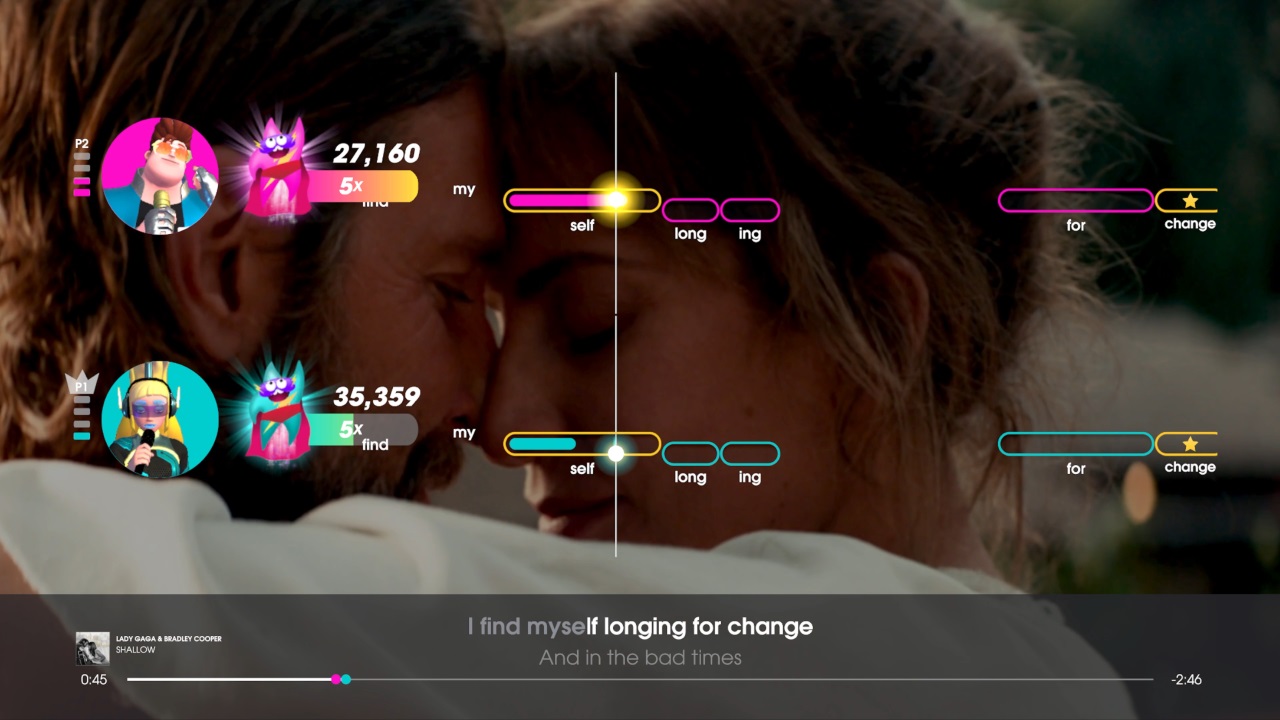 P2
27,160
5x
find
my
self
long
ing
for
change
P1
35,359
5x
find
my
self
long
ing
for
change
I find myself longing for change
And in the bad times
LADY GAGA & BRADLEY COOPER
SHALLOW
0:45
-2:46